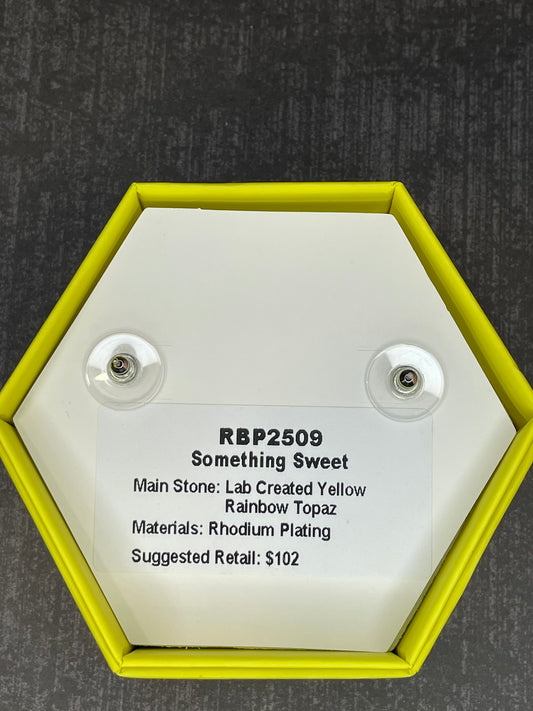 RBP2509
Something Sweet
Main Stone: Lab Created Yellow
Rainbow Topaz
Materials: Rhodium Plating
Suggested Retail: $102